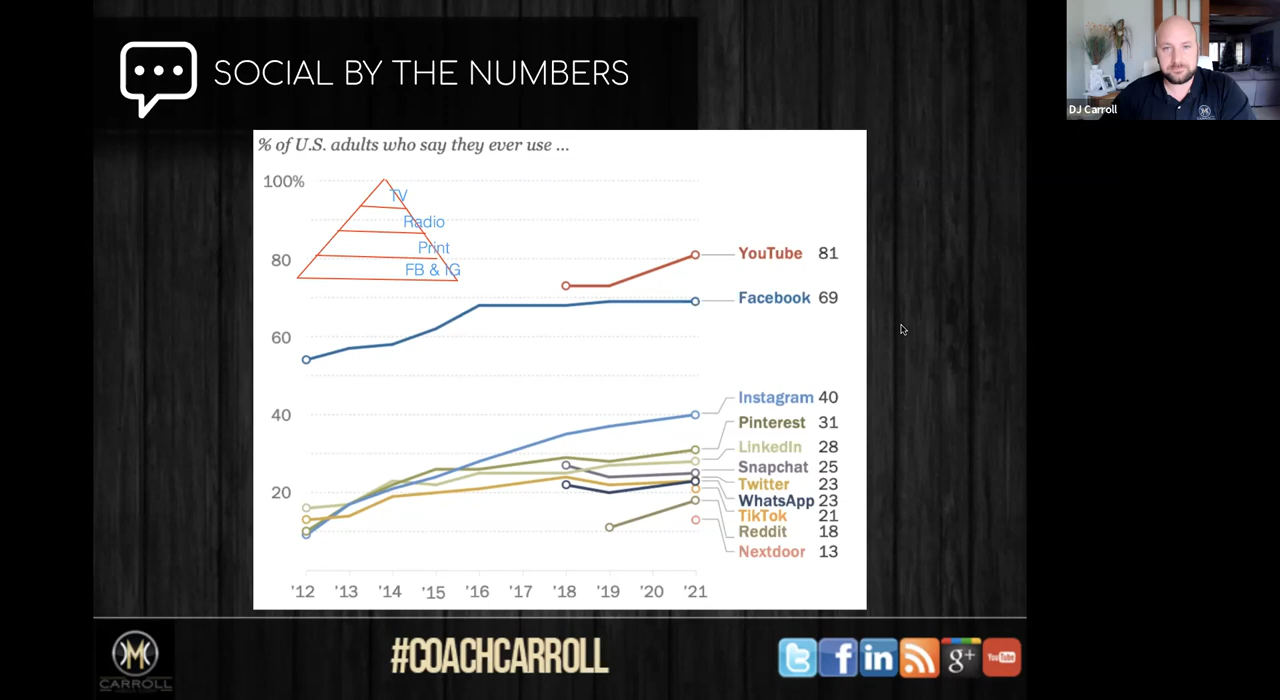 SOCIAL BY THE NUMBERS
DJ Carroll
CARROLL
% of U.S. adults who say they ever use ...
100%
80
60
40
20
TV
Radio
Print
FB & IG
YouTube 81
Facebook 69
Instagram 40
Pinterest 31
LinkedIn 28
Snapchat 25
Twitter 23
WhatsApp 23
TikTok 21
Reddit 18
Nextdoor 13
'12 '13 '14 '15 '16 '17 '18 '19 '20 '21
CARROLL
#COACHCARROLL
in
g+
YouTube